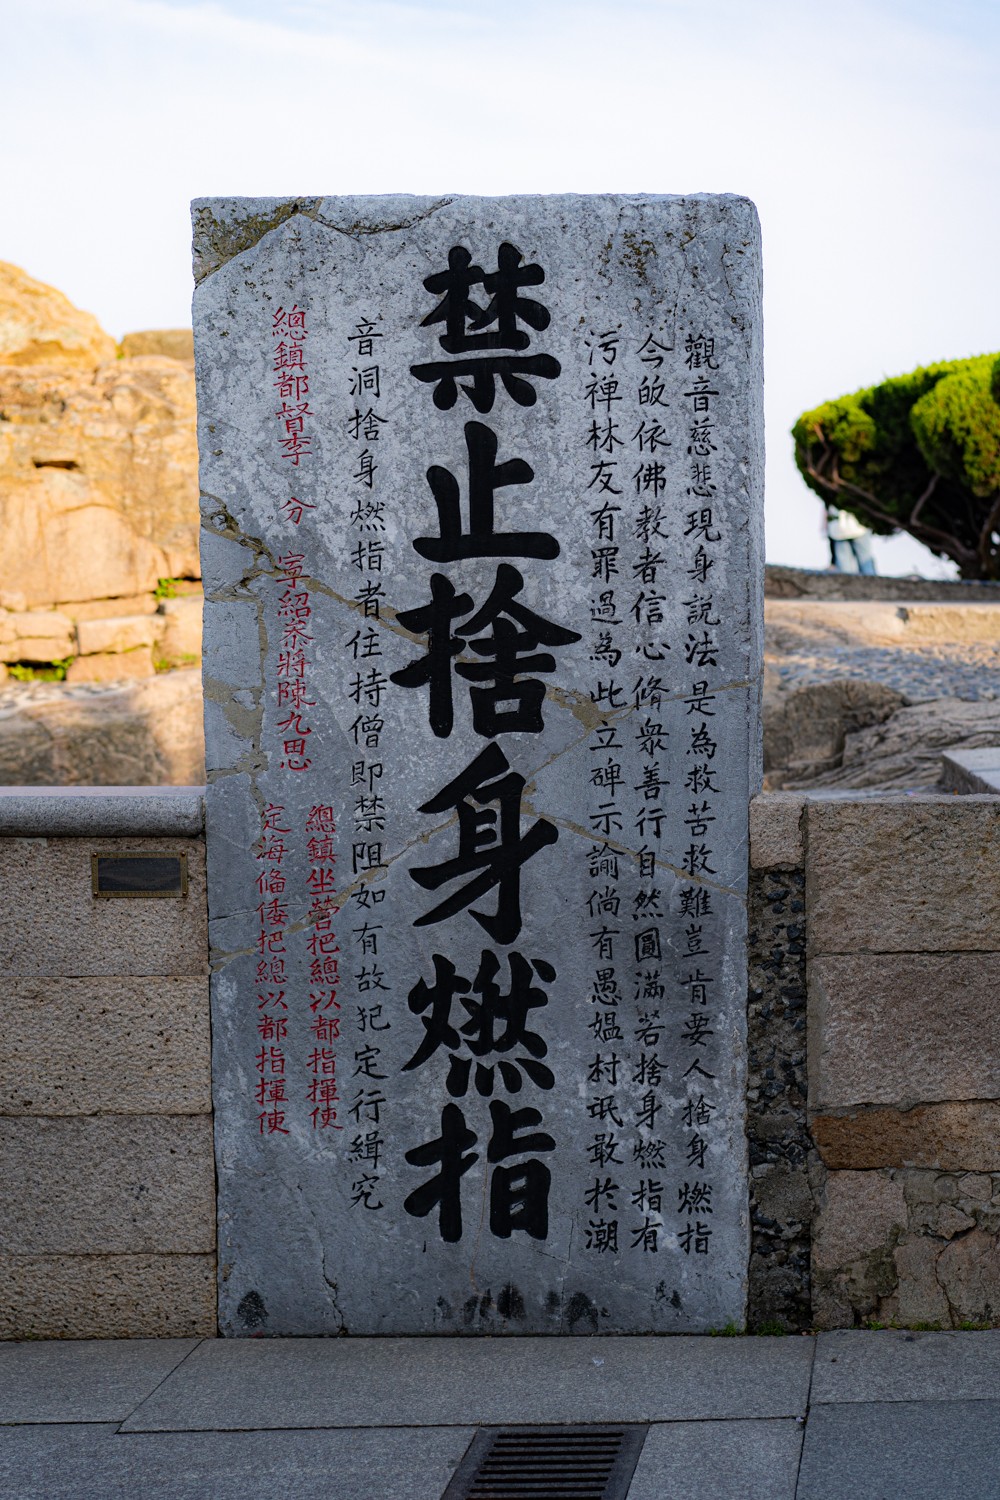 觀音慈悲現身說法是為救苦救難豈肯要人捨身燃指
今皈依佛教者信心脩衆善行自然圓滿若捨身燃指有
污禅林友有罪過為此立碑示諭倘有愚媪村氓敢於潮
禁止捨身燃指
音洞捨身燃指者住持僧即禁阻如有故犯定行緝究
總鎮都督李 分 寧紹叅將陳九思
總鎮坐營把總以都指揮使
定海偹倭把總以都指揮使